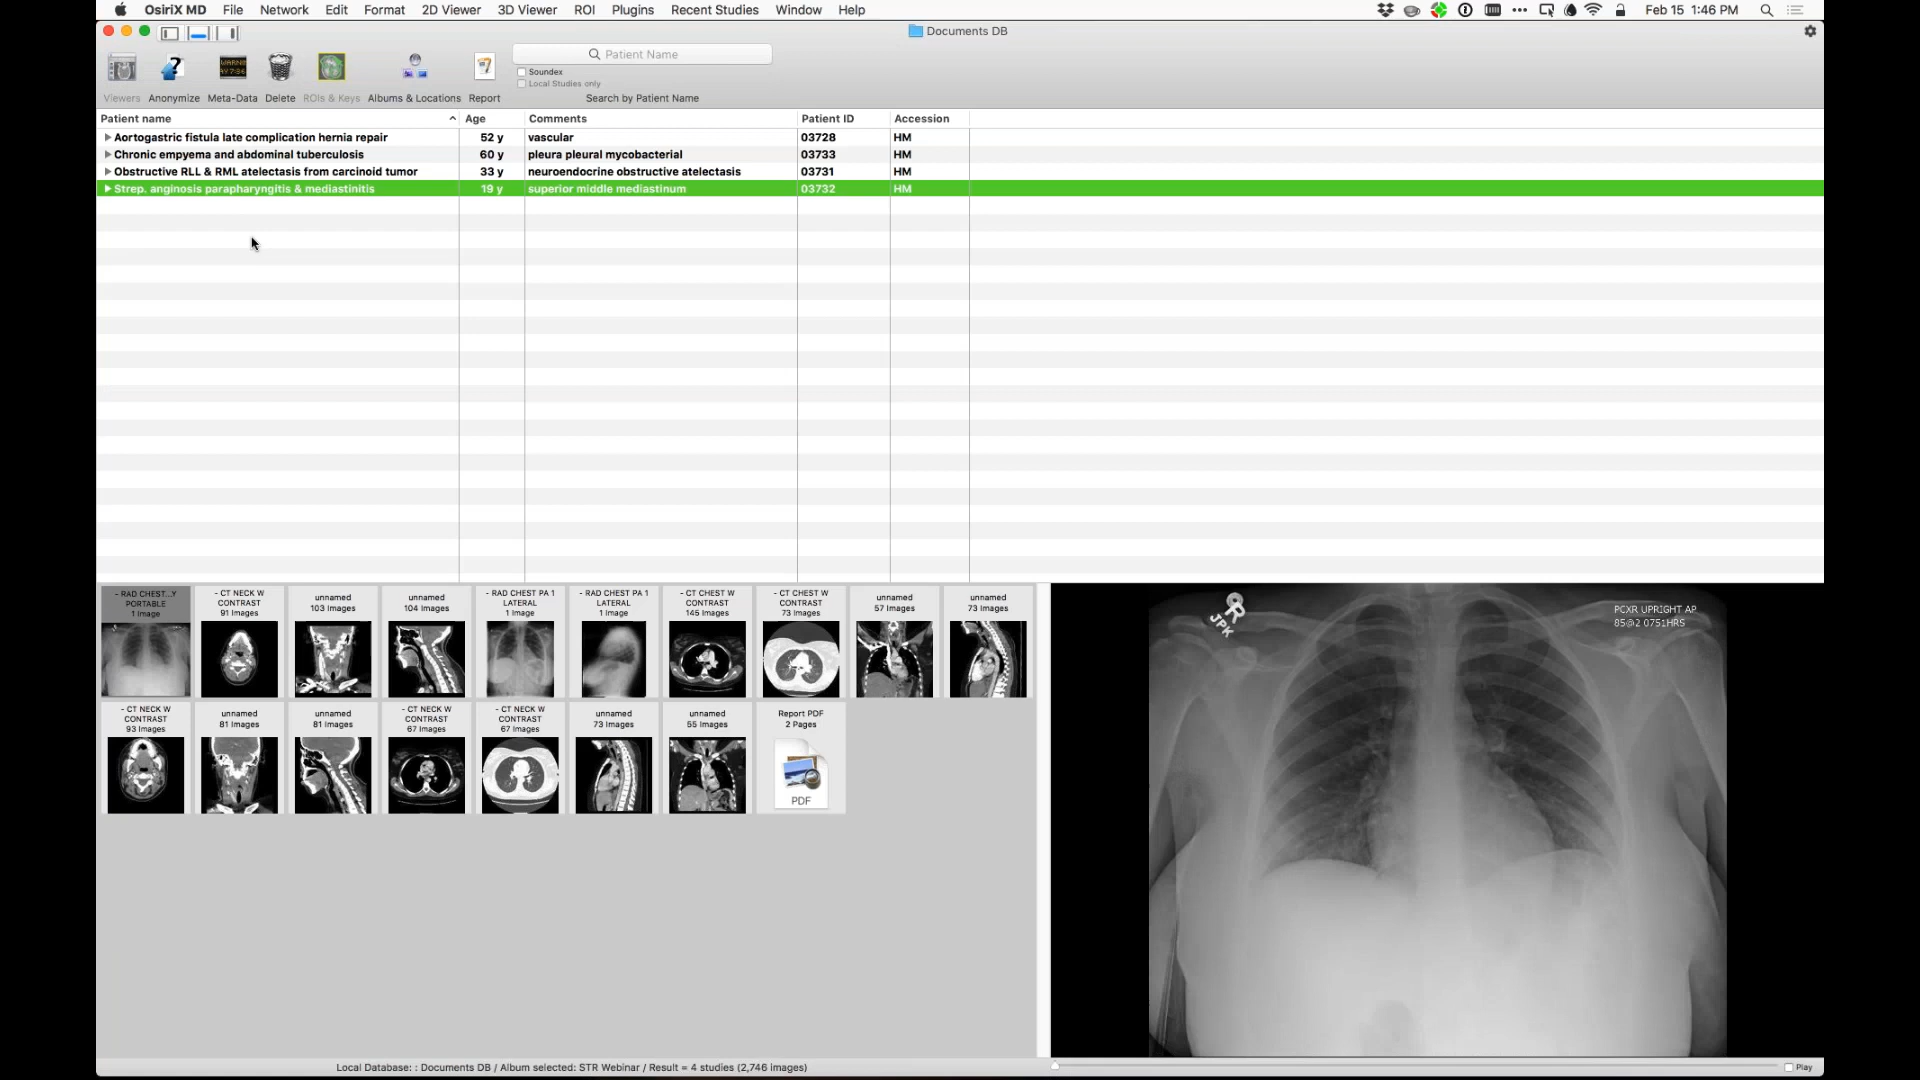 OsiriX MD File Network Edit Format 2D Viewer 3D Viewer ROI Plugins Recent Studies Window Help Feb 15 1:46 PM
Documents DB
Patient Name
Soundex
Local Studies only
Viewers Anonymize Meta-Data Delete ROIs & Keys Albums & Locations Report Search by Patient Name
Patient name Age Comments Patient ID Accession
Aortogastric fistula late complication hernia repair 52 y vascular 03728 HM
Chronic empyema and abdominal tuberculosis 60 y pleura pleural mycobacterial 03733 HM
Obstructive RLL & RML atelectasis from carcinoid tumor 33 y neuroendocrine obstructive atelectasis 03731 HM
Strep. anginosis parapharyngitis & mediastinitis 19 y superior middle mediastinum 03732 HM
- RAD CHEST...Y
PORTABLE
1 Image
- CT NECK W
CONTRAST
91 Images
unnamed
103 Images
unnamed
104 Images
- RAD CHEST PA 1
LATERAL
1 Image
- RAD CHEST PA 1
LATERAL
1 Image
- CT CHEST W
CONTRAST
145 Images
- CT CHEST W
CONTRAST
73 Images
unnamed
57 Images
unnamed
73 Images
- CT NECK W
CONTRAST
93 Images
unnamed
81 Images
unnamed
81 Images
- CT NECK W
CONTRAST
67 Images
- CT NECK W
CONTRAST
67 Images
unnamed
73 Images
unnamed
55 Images
Report PDF
2 Pages
PDF
R
JPK
PCXR UPRIGHT AP
85@2 0751HRS
Local Database: : Documents DB / Album selected: STR Webinar / Result = 4 studies (2,746 images)
Play